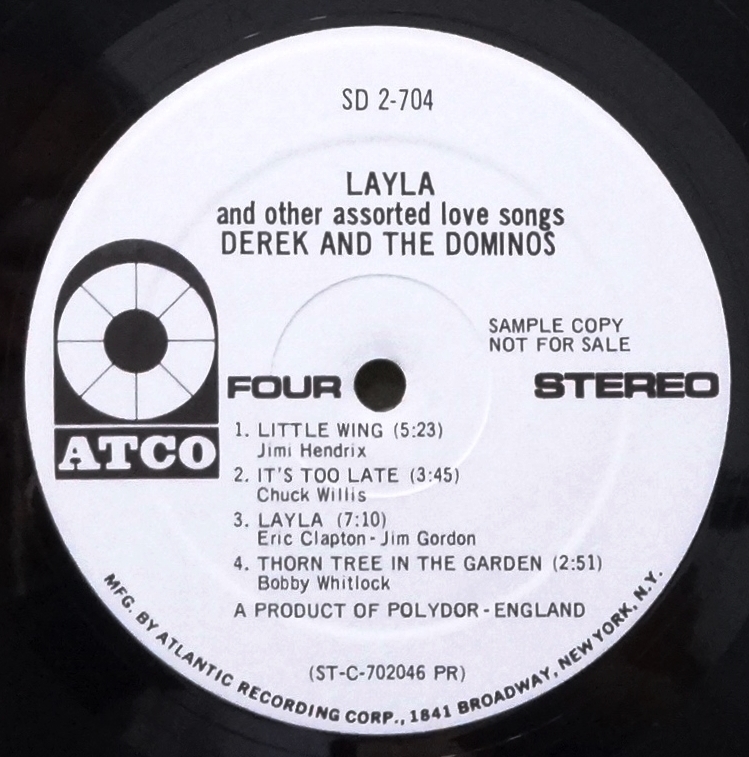 SD 2-704
LAYLA
and other assorted love songs
DEREK AND THE DOMINOS
SAMPLE COPY
NOT FOR SALE
FOUR
STEREO
ATCO
1. LITTLE WING (5:23)
Jimi Hendrix
2. IT'S TOO LATE (3:45)
Chuck Willis
3. LAYLA (7:10)
Eric Clapton - Jim Gordon
4. THORN TREE IN THE GARDEN (2:51)
Bobby Whitlock
A PRODUCT OF POLYDOR - ENGLAND
(ST-C-702046 PR)
MFG. BY ATLANTIC RECORDING CORP., 1841 BROADWAY, NEW YORK, N.Y.